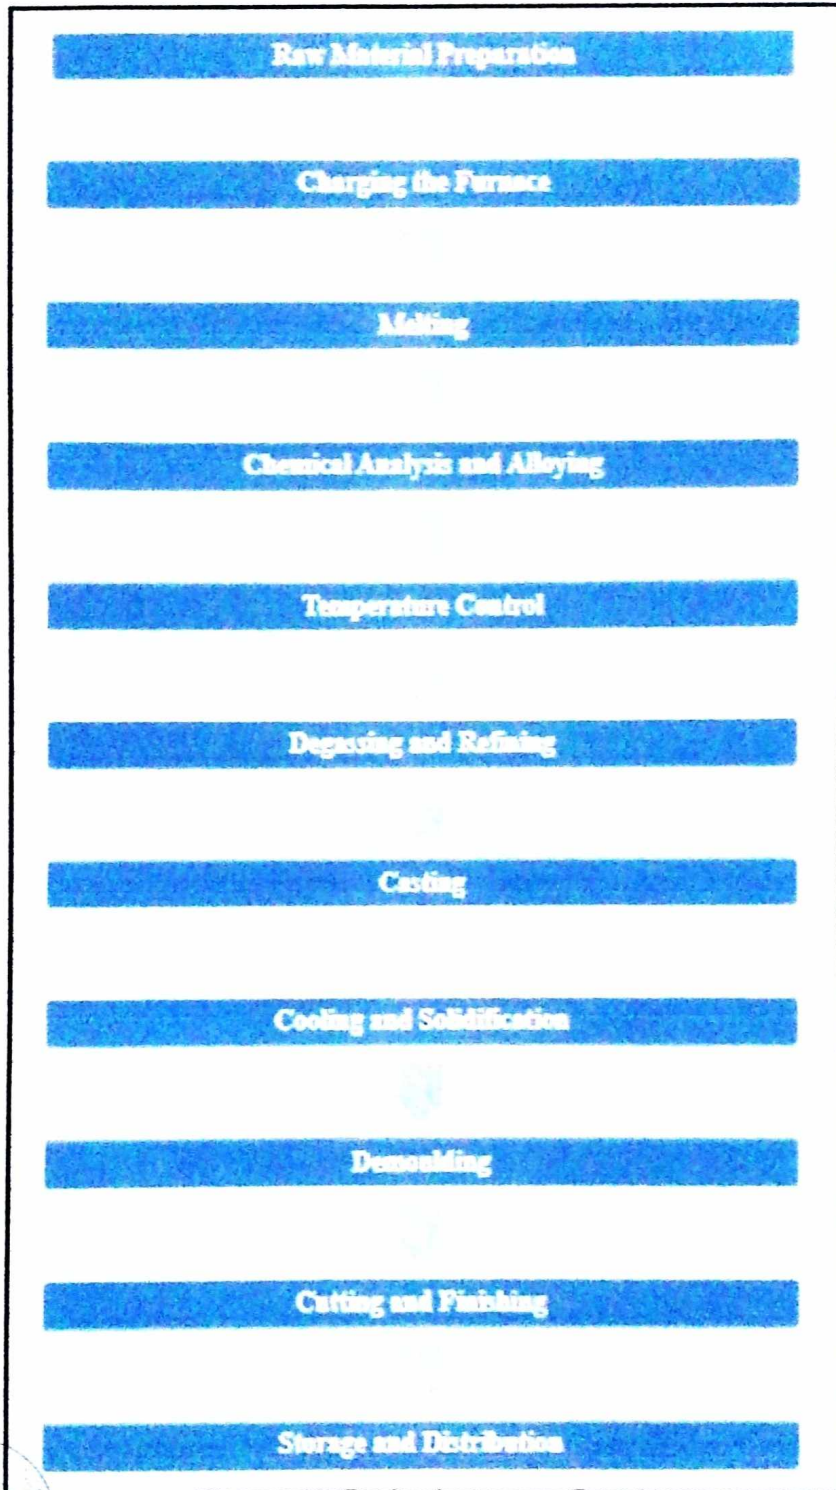 Raw Material Preparation
Charging the Furnace
Melting
Chemical Analysis and Alloying
Temperature Control
Degassing and Refining
Casting
Cooling and Solidification
Demoulding
Cutting and Finishing
Storage and Distribution